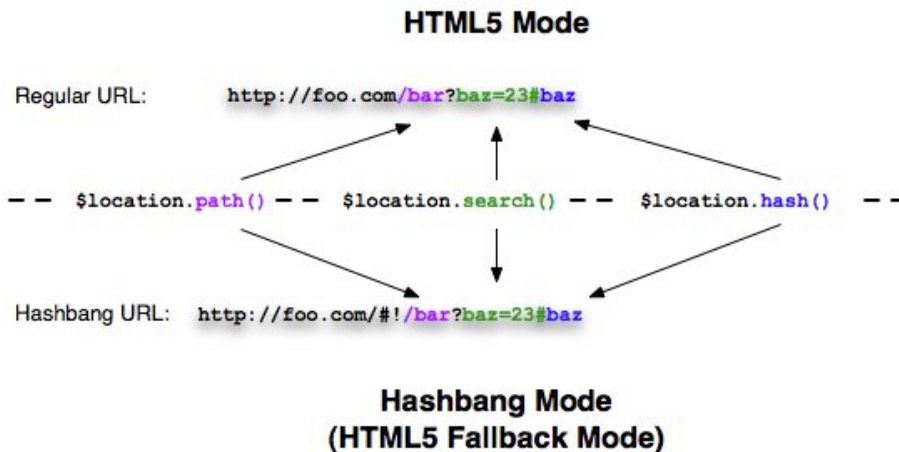 HTML5 Mode
Regular URL: http://foo.com/bar?baz=23#baz
$location.path() $location.search() $location.hash()
Hashbang URL: http://foo.com/#!/bar?baz=23#baz
Hashbang Mode
(HTML5 Fallback Mode)